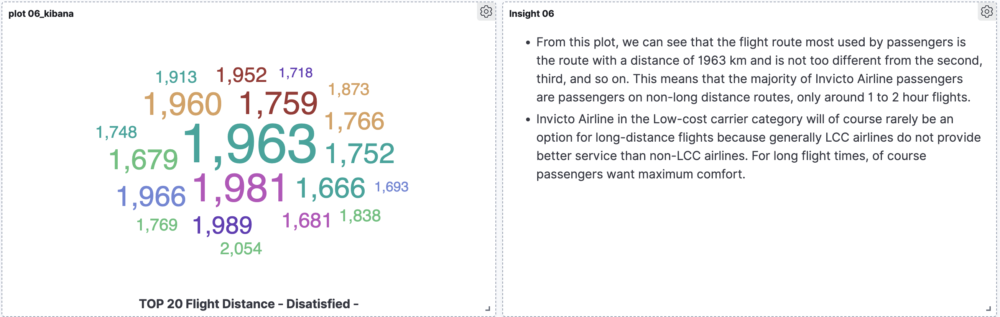 plot 06_kibana
1,913 1,952 1,718
1,873
1,960 1,759
1,766
1,748 1,963
1,679 1,752
1,966 1,981 1,666 1,693
1,769 1,989 1,681 1,838
2,054
TOP 20 Flight Distance - Disatisfied -
Insight 06
• From this plot, we can see that the flight route most used by passengers is
the route with a distance of 1963 km and is not too different from the second,
third, and so on. This means that the majority of Invicto Airline passengers
are passengers on non-long distance routes, only around 1 to 2 hour flights.
• Invicto Airline in the Low-cost carrier category will of course rarely be an
option for long-distance flights because generally LCC airlines do not provide
better service than non-LCC airlines. For long flight times, of course
passengers want maximum comfort.